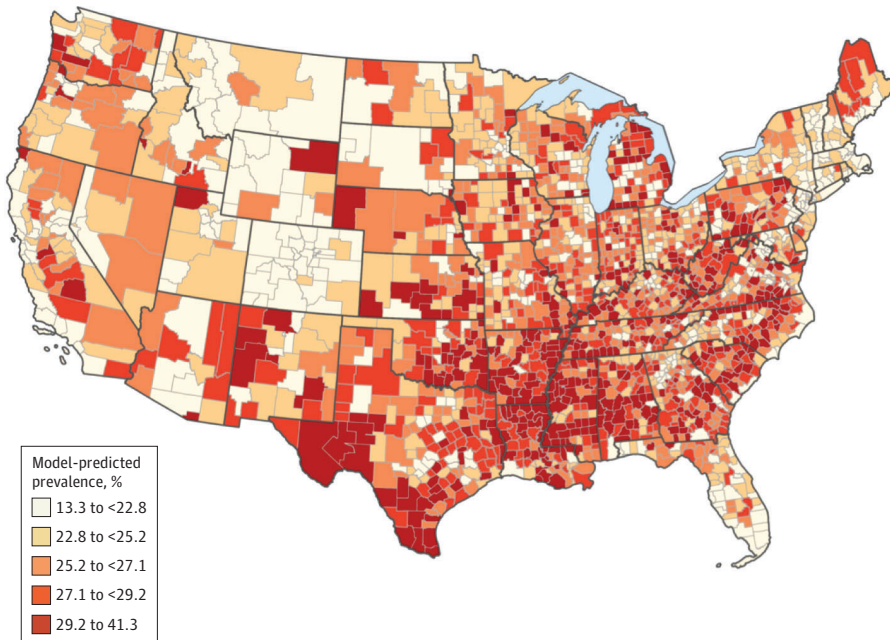 Model-predicted
prevalence, %
13.3 to <22.8
22.8 to <25.2
25.2 to <27.1
27.1 to <29.2
29.2 to 41.3